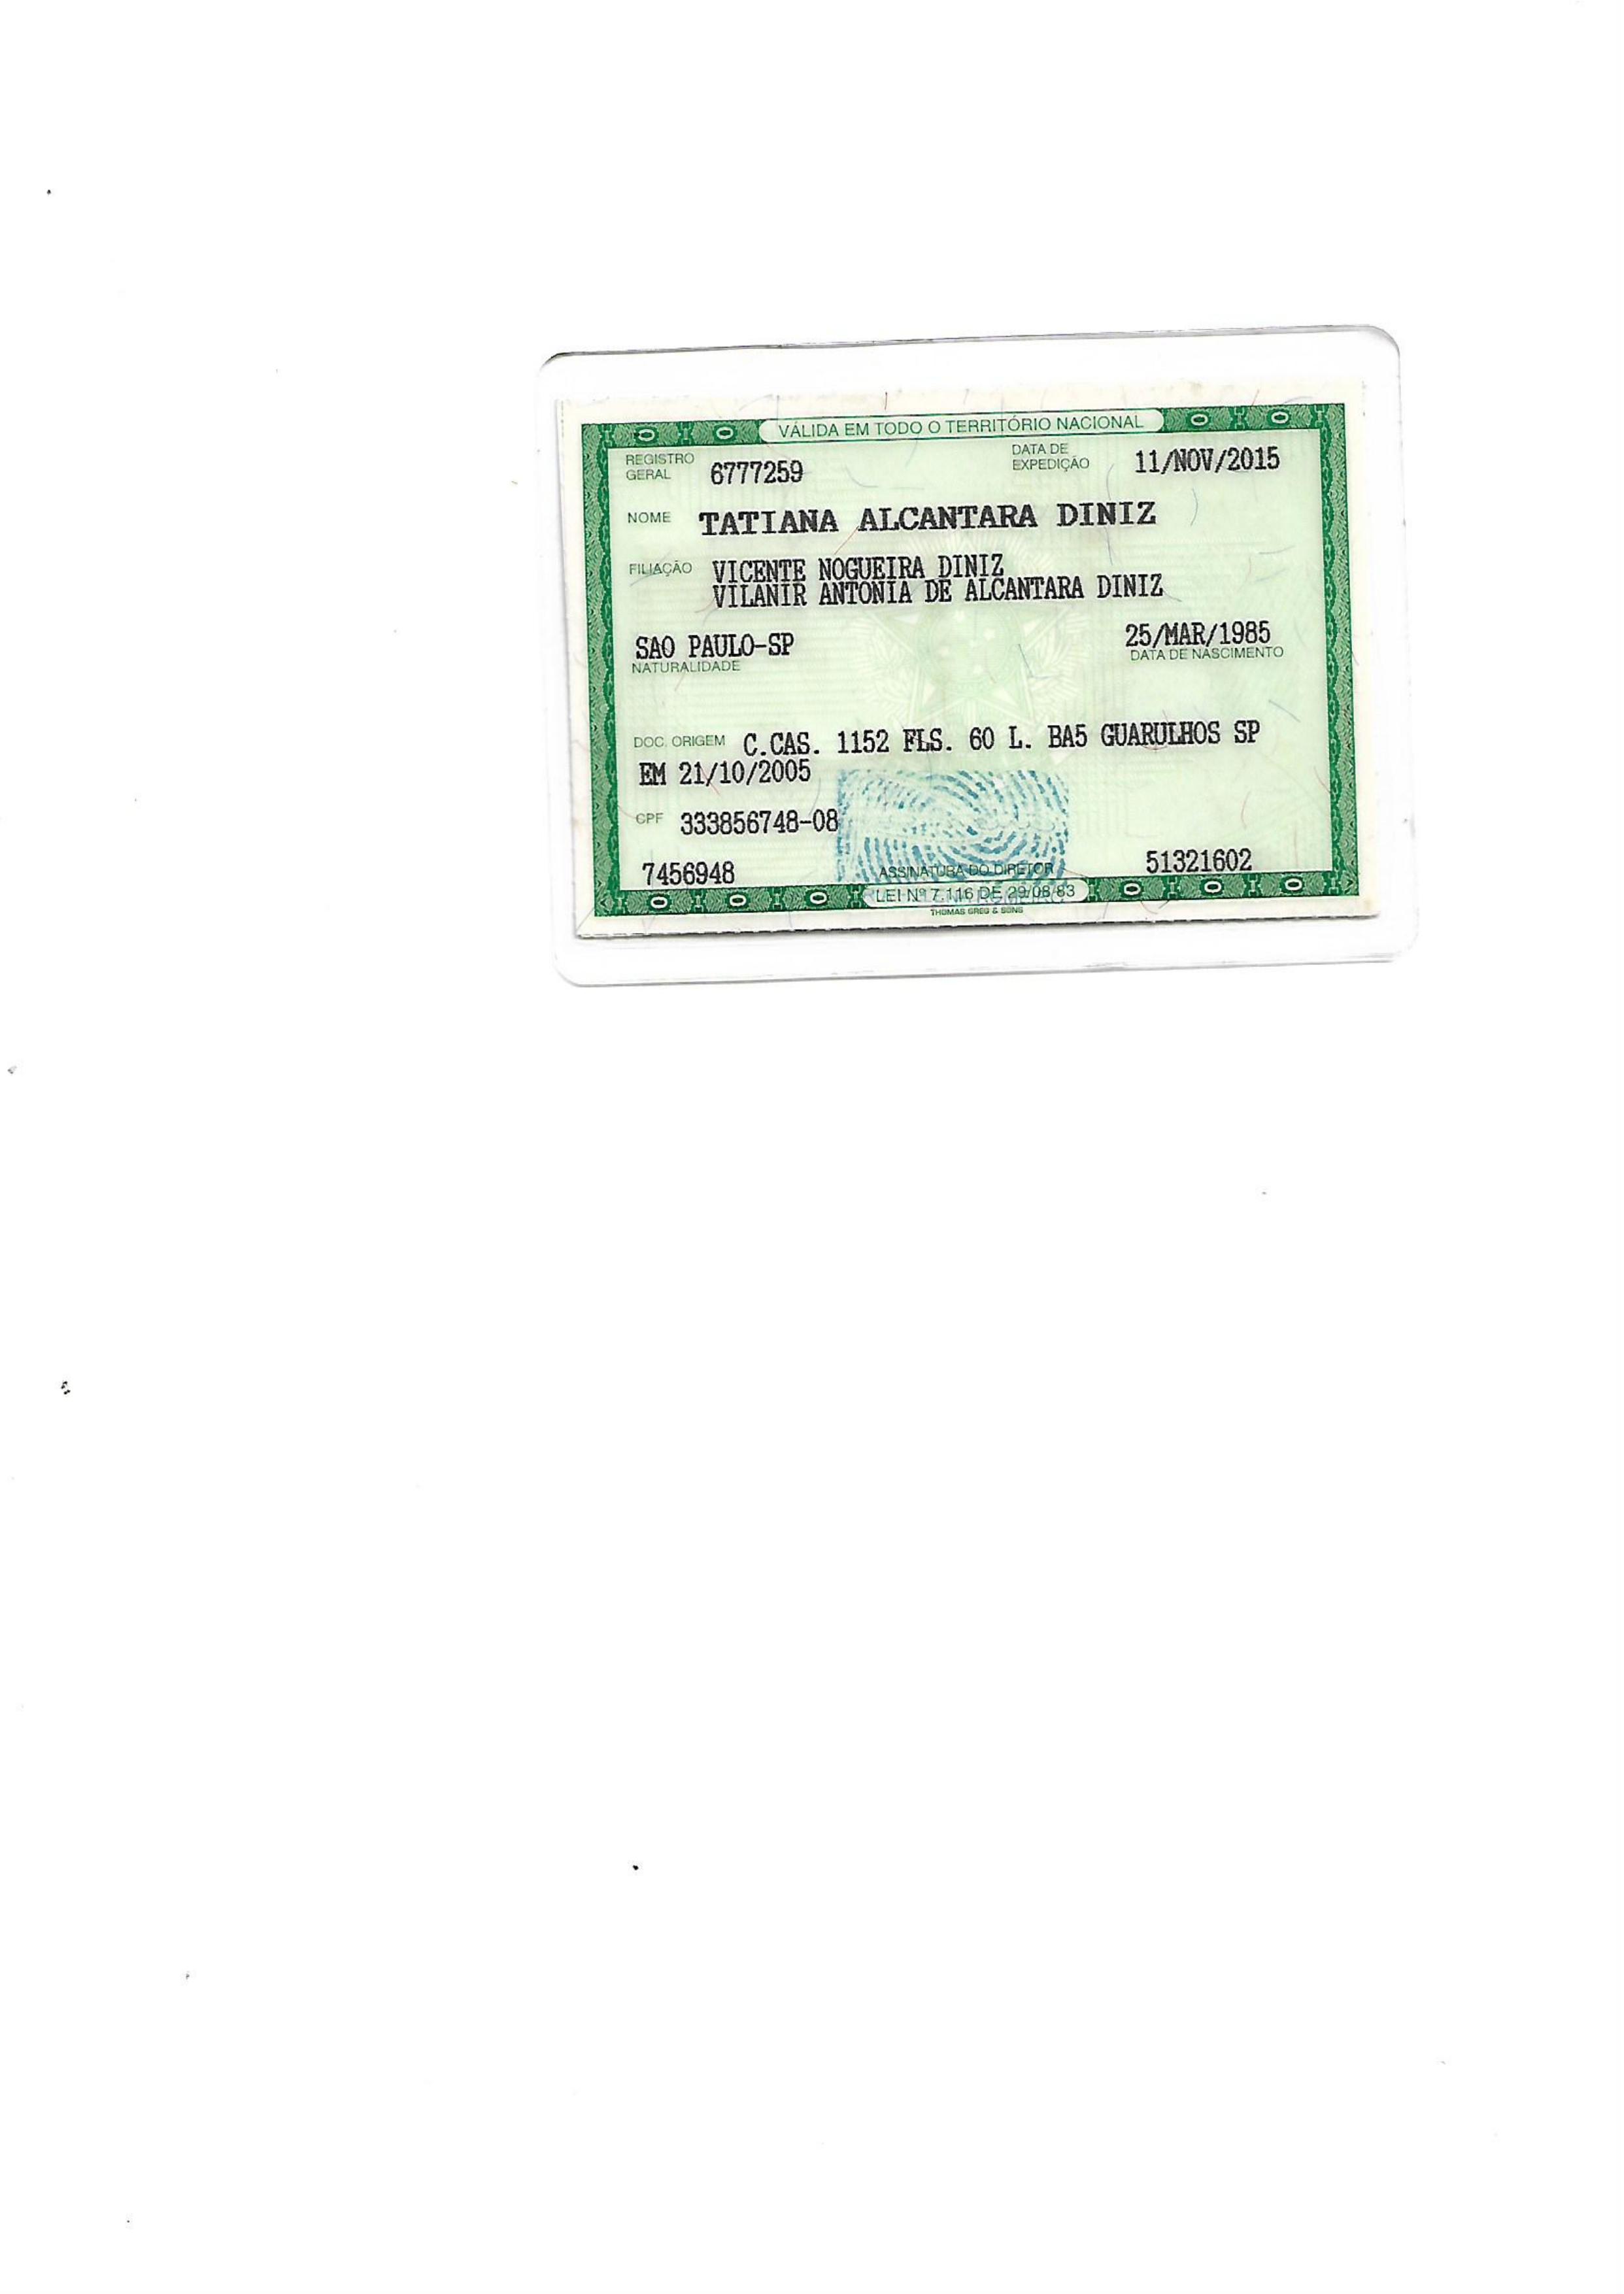 VÁLIDA EM TODO O TERRITÓRIO NACIONAL
REGISTRO GERAL 6777259 DATA DE EXPEDIÇÃO 11/NOV/2015
NOME TATIANA ALCANTARA DINIZ
FILIAÇÃO VICENTE NOGUEIRA DINIZ
VILANIR ANTONIA DE ALCANTARA DINIZ
SAO PAULO-SP 25/MAR/1985
NATURALIDADE DATA DE NASCIMENTO
DOC. ORIGEM C.CAS. 1152 FLS. 60 L. BA5 GUARULHOS SP
EM 21/10/2005
CPF 333856748-08
7456948 ASSINATURA DO DIRETOR 51321602
LEI Nº 7.116 DE 29/08/83
THOMAS GREG & SONS